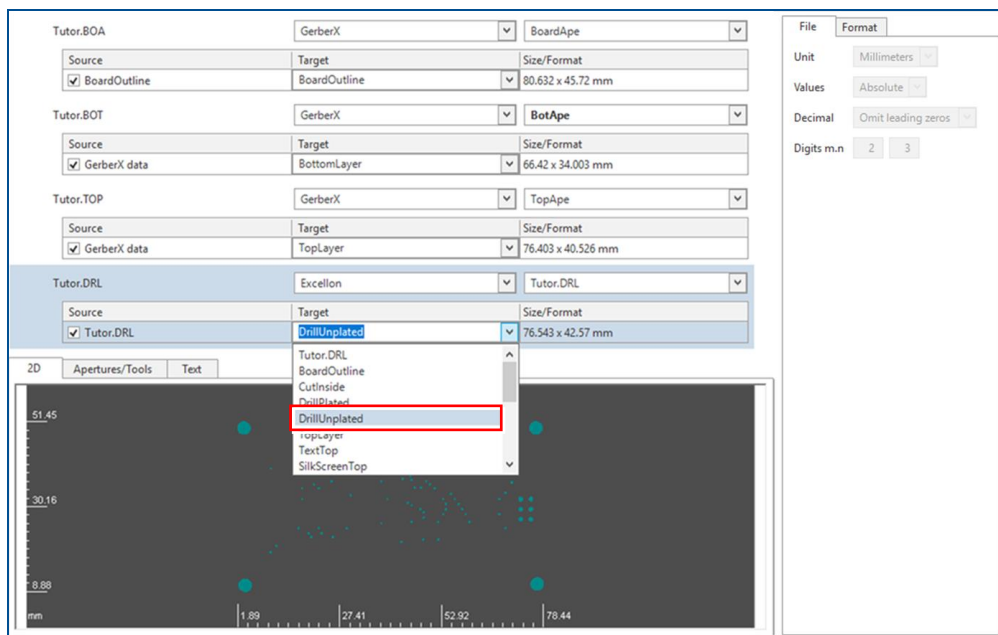 Tutor.BOA GerberX BoardApe
Source Target Size/Format
BoardOutline BoardOutline 80.632 x 45.72 mm
Tutor.BOT GerberX BotApe
Source Target Size/Format
GerberX data BottomLayer 66.42 x 34.003 mm
Tutor.TOP GerberX TopApe
Source Target Size/Format
GerberX data TopLayer 76.403 x 40.526 mm
Tutor.DRL Excellon Tutor.DRL
Source Target Size/Format
Tutor.DRL DrillUnplated 76.543 x 42.57 mm
Tutor.DRL
BoardOutline
CutInside
DrillPlated
DrillUnplated
TopLayer
TextTop
SilkScreenTop
2D Apertures/Tools Text
51.45
30.16
8.88
mm 1.89 27.41 52.92 78.44
File Format
Unit Millimeters
Values Absolute
Decimal Omit leading zeros
Digits m.n 2 3